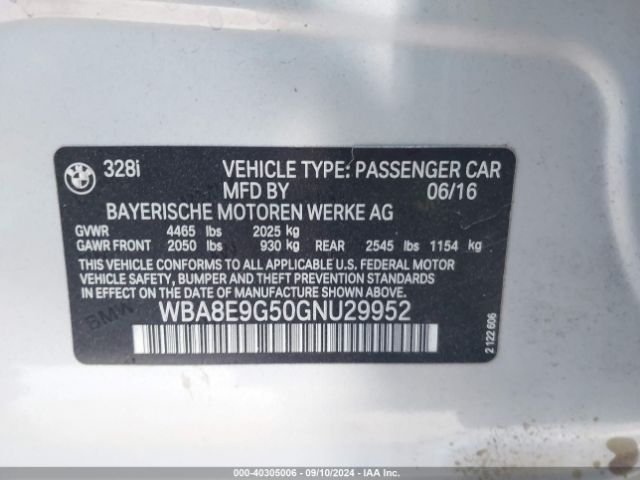 328i VEHICLE TYPE: PASSENGER CAR
MFD BY 06/16
BAYERISCHE MOTOREN WERKE AG
GVWR 4465 lbs 2025 kg
GAWR FRONT 2050 lbs 930 kg REAR 2545 lbs 1154 kg
THIS VEHICLE CONFORMS TO ALL APPLICABLE U.S. FEDERAL MOTOR
VEHICLE SAFETY, BUMPER AND THEFT PREVENTION STANDARDS
IN EFFECT ON THE DATE OF MANUFACTURE SHOWN ABOVE.
WBA8E9G50GNU29952
2 122 606
000-40305006 - 09/10/2024 - IAA Inc.